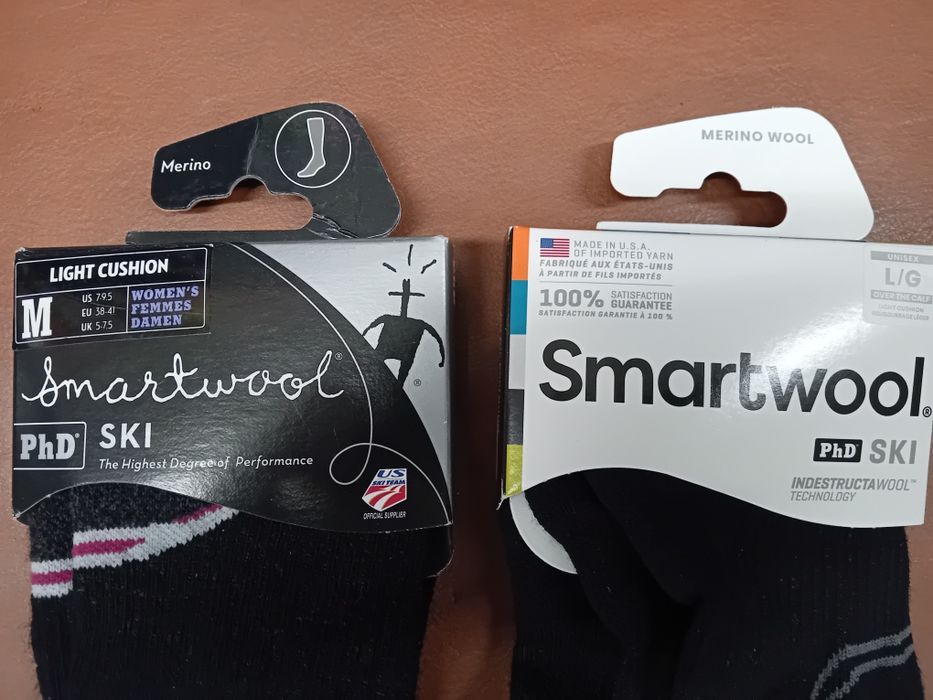 Merino
LIGHT CUSHION
M
US 7-9.5
EU 38-41
UK 5-7.5
WOMEN'S
FEMMES
DAMEN
Smartwool®
®
PhD® SKI
The Highest Degree of Performance
US
SKI TEAM
OFFICIAL SUPPLIER
MERINO WOOL
MADE IN U.S.A.
OF IMPORTED YARN
FABRIQUÉ AUX ÉTATS-UNIS
À PARTIR DE FILS IMPORTÉS
100% SATISFACTION
GUARANTEE
SATISFACTION GARANTIE À 100 %
UNISEX
L/G
OVER THE CALF
LIGHT CUSHION
Smartwool®
PhD® SKI
INDESTRUCTAWOOL™
TECHNOLOGY